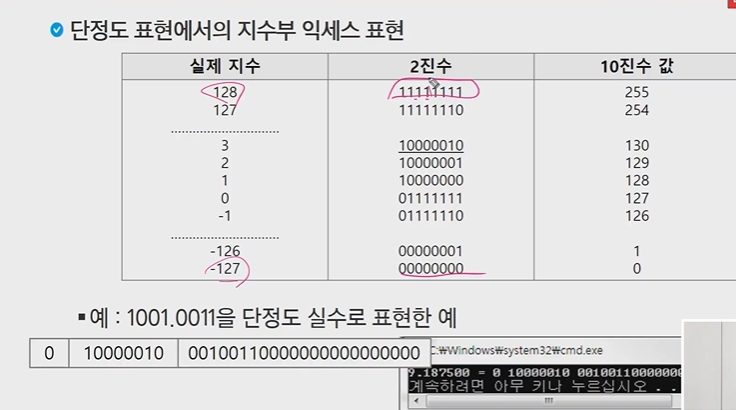 단정도 표현에서의 지수부 익세스 표현
실제 지수 2진수 10진수 값
128 11111111 255
127 11111110 254
..............................
3 10000010 130
2 10000001 129
1 10000000 128
0 01111111 127
-1 01111110 126
..............................
-126 00000001 1
-127 00000000 0
▪예 : 1001.0011을 단정도 실수로 표현한 예
0 10000010 00100110000000000000000
C:₩Windows₩system32₩cmd.exe
9.187500 = 0 10000010 0010011000000
계속하려면 아무 키나 누르십시오 . .